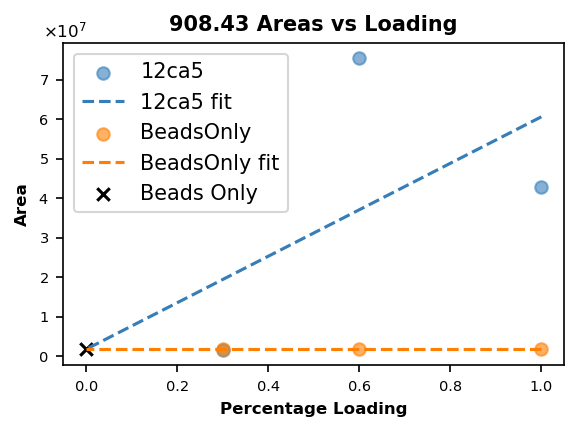 908.43 Areas vs Loading
×10⁷
12ca5
12ca5 fit
BeadsOnly
BeadsOnly fit
Beads Only
7
6
5
4
3
2
1
0
Area
0.0 0.2 0.4 0.6 0.8 1.0
Percentage Loading